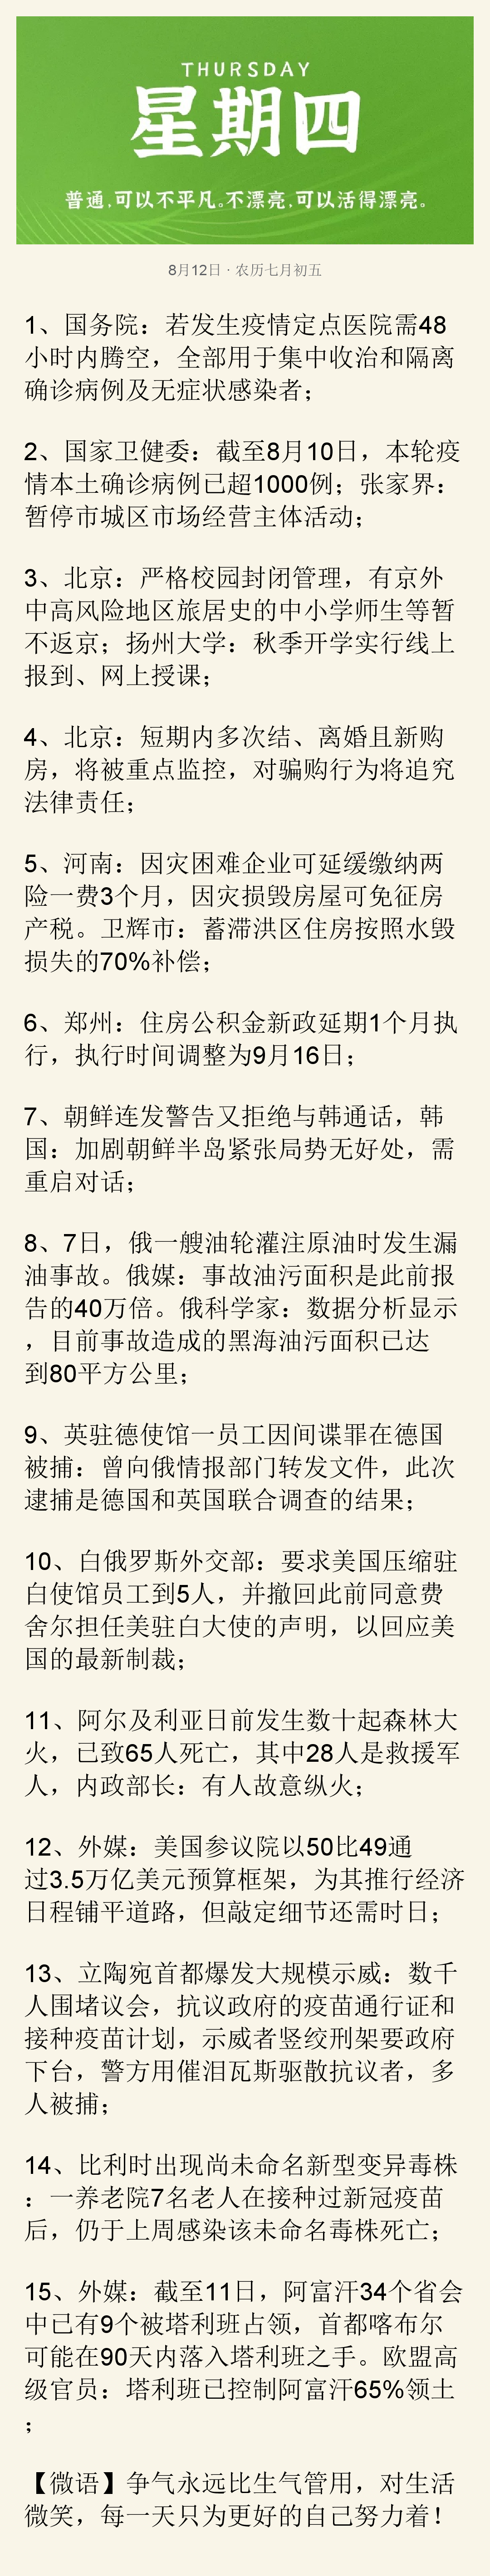 THURSDAY
星期四
普通,可以不平凡。不漂亮,可以活得漂亮。
8月12日 · 农历七月初五
1、国务院：若发生疫情定点医院需48
小时内腾空，全部用于集中收治和隔离
确诊病例及无症状感染者；
2、国家卫健委：截至8月10日，本轮疫
情本土确诊病例已超1000例；张家界：
暂停市城区市场经营主体活动；
3、北京：严格校园封闭管理，有京外
中高风险地区旅居史的中小学师生等暂
不返京；扬州大学：秋季开学实行线上
报到、网上授课；
4、北京：短期内多次结、离婚且新购
房，将被重点监控，对骗购行为将追究
法律责任；
5、河南：因灾困难企业可延缓缴纳两
险一费3个月，因灾损毁房屋可免征房
产税。卫辉市：蓄滞洪区住房按照水毁
损失的70%补偿；
6、郑州：住房公积金新政延期1个月执
行，执行时间调整为9月16日；
7、朝鲜连发警告又拒绝与韩通话，韩
国：加剧朝鲜半岛紧张局势无好处，需
重启对话；
8、7日，俄一艘油轮灌注原油时发生漏
油事故。俄媒：事故油污面积是此前报
告的40万倍。俄科学家：数据分析显示
，目前事故造成的黑海油污面积已达
到80平方公里；
9、英驻德使馆一员工因间谍罪在德国
被捕：曾向俄情报部门转发文件，此次
逮捕是德国和英国联合调查的结果；
10、白俄罗斯外交部：要求美国压缩驻
白使馆员工到5人，并撤回此前同意费
舍尔担任美驻白大使的声明，以回应美
国的最新制裁；
11、阿尔及利亚日前发生数十起森林大
火，已致65人死亡，其中28人是救援军
人，内政部长：有人故意纵火；
12、外媒：美国参议院以50比49通
过3.5万亿美元预算框架，为其推行经济
日程铺平道路，但敲定细节还需时日；
13、立陶宛首都爆发大规模示威：数千
人围堵议会，抗议政府的疫苗通行证和
接种疫苗计划，示威者竖绞刑架要政府
下台，警方用催泪瓦斯驱散抗议者，多
人被捕；
14、比利时出现尚未命名新型变异毒株
：一养老院7名老人在接种过新冠疫苗
后，仍于上周感染该未命名毒株死亡；
15、外媒：截至11日，阿富汗34个省会
中已有9个被塔利班占领，首都喀布尔
可能在90天内落入塔利班之手。欧盟高
级官员：塔利班已控制阿富汗65%领土
；
【微语】争气永远比生气管用，对生活
微笑，每一天只为更好的自己努力着！